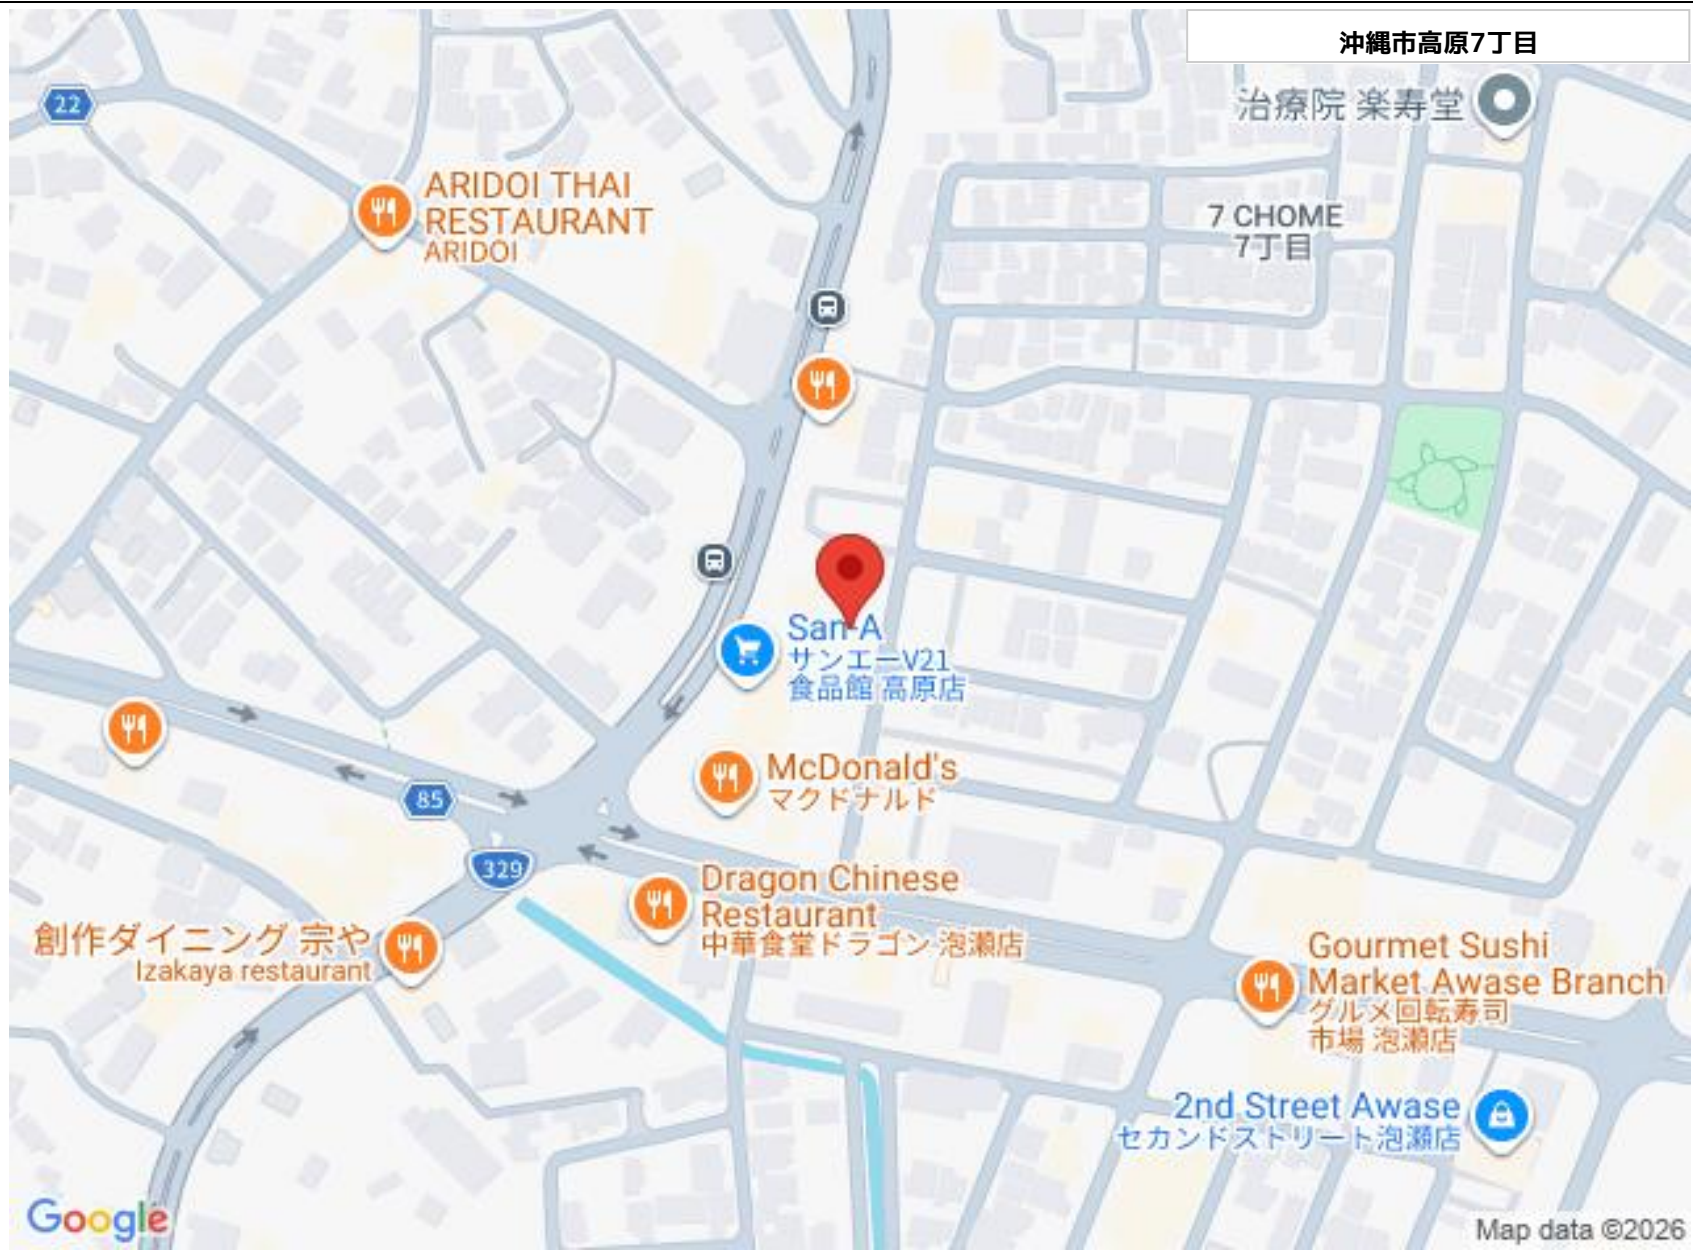 沖縄市高原7丁目
22
治療院 楽寿堂
ARIDOI THAI
RESTAURANT
ARIDOI
7 CHOME
7丁目
San-A
サンエーV21
食品館 高原店
McDonald's
マクドナルド
85
329
Dragon Chinese
Restaurant
中華食堂ドラゴン 泡瀬店
創作ダイニング 宗や
Izakaya restaurant
Gourmet Sushi
Market Awase Branch
グルメ回転寿司
市場 泡瀬店
2nd Street Awase
セカンドストリート泡瀬店
Google
Map data ©2026